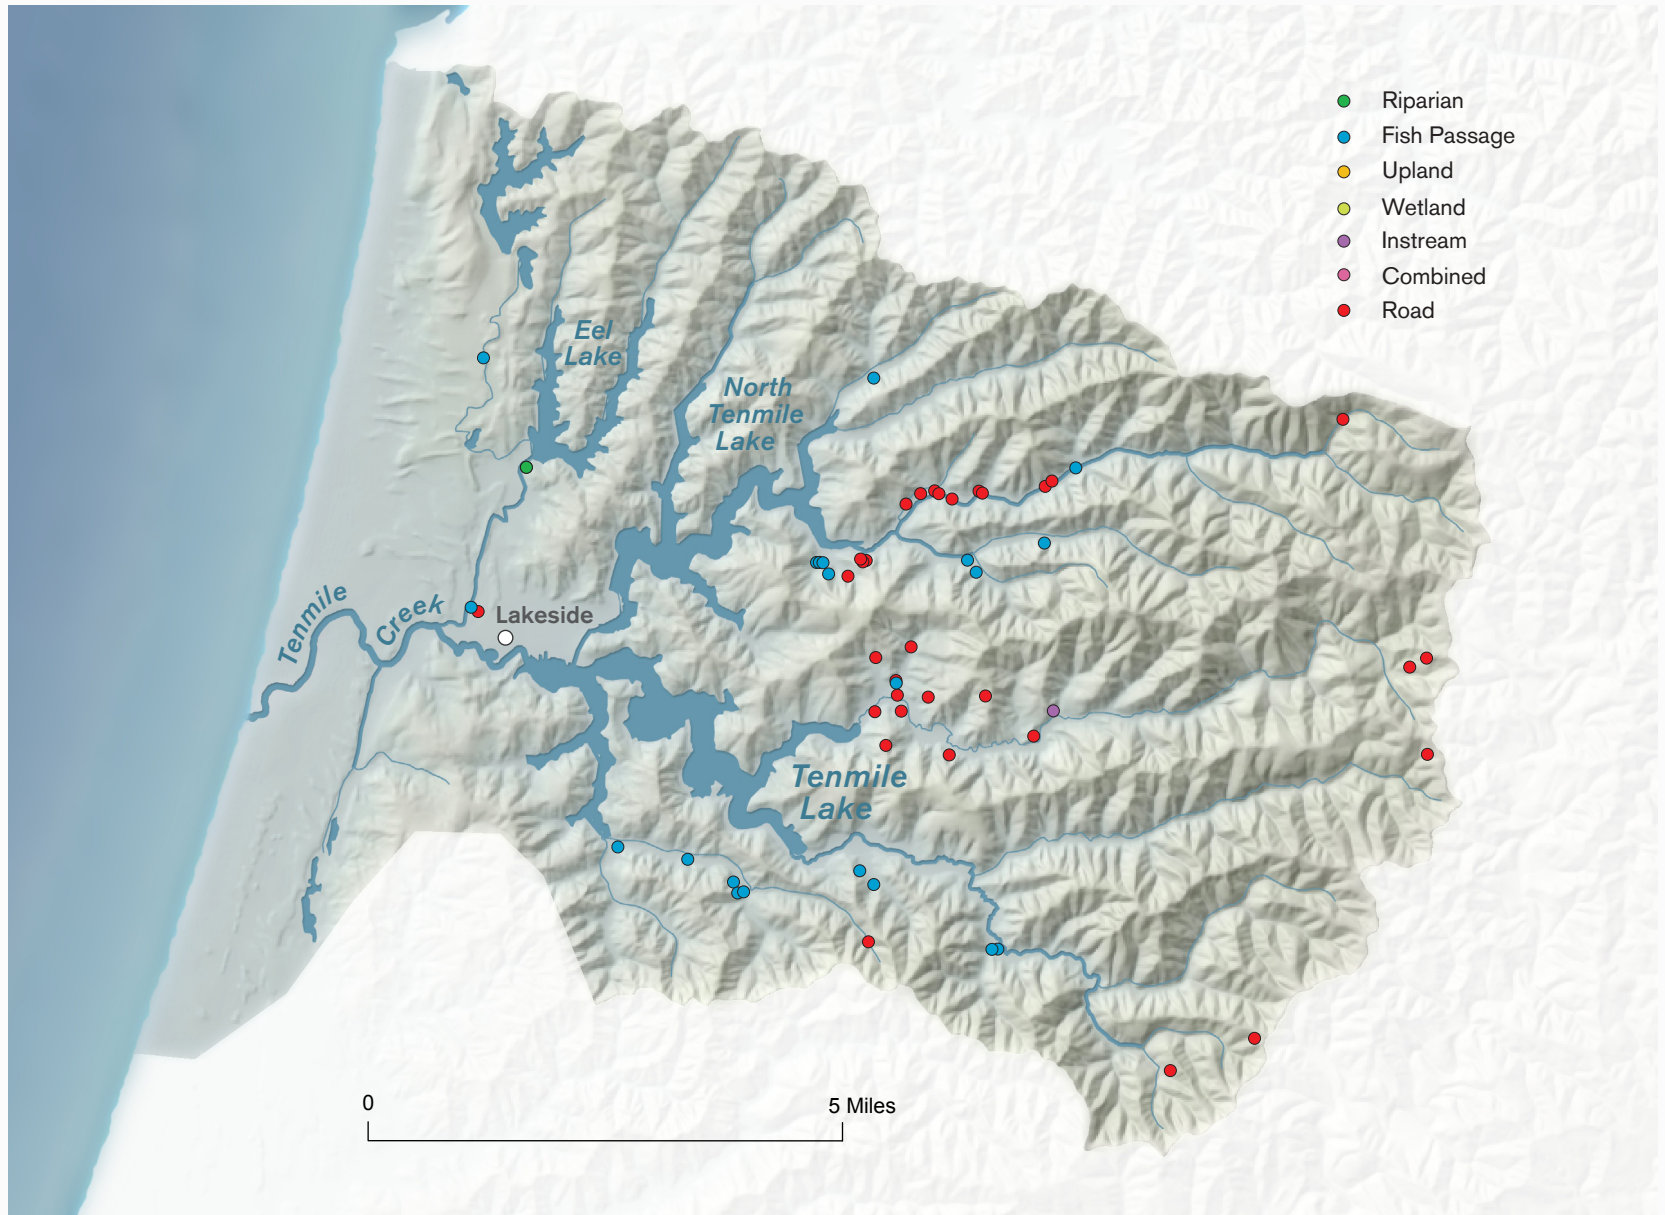 Riparian
Fish Passage
Upland
Wetland
Instream
Combined
Road
Eel
Lake
North
Tenmile
Lake
Tenmile Creek
Lakeside
Tenmile
Lake
0
5 Miles